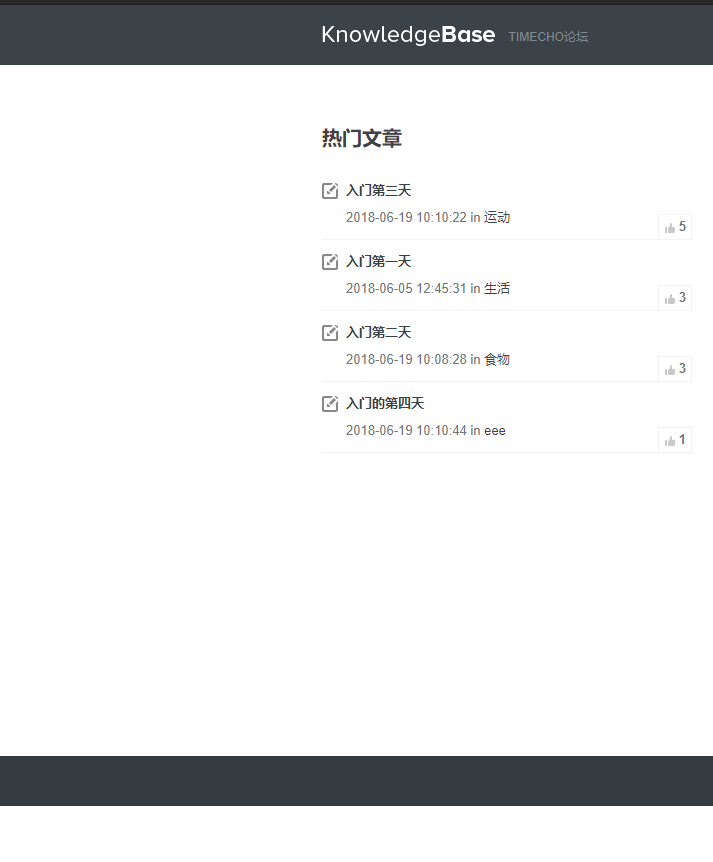 KnowledgeBase TIMECHO论坛
热门文章
入门第三天
2018-06-19 10:10:22 in 运动
5
入门第一天
2018-06-05 12:45:31 in 生活
3
入门第二天
2018-06-19 10:08:28 in 食物
3
入门的第四天
2018-06-19 10:10:44 in eee
1